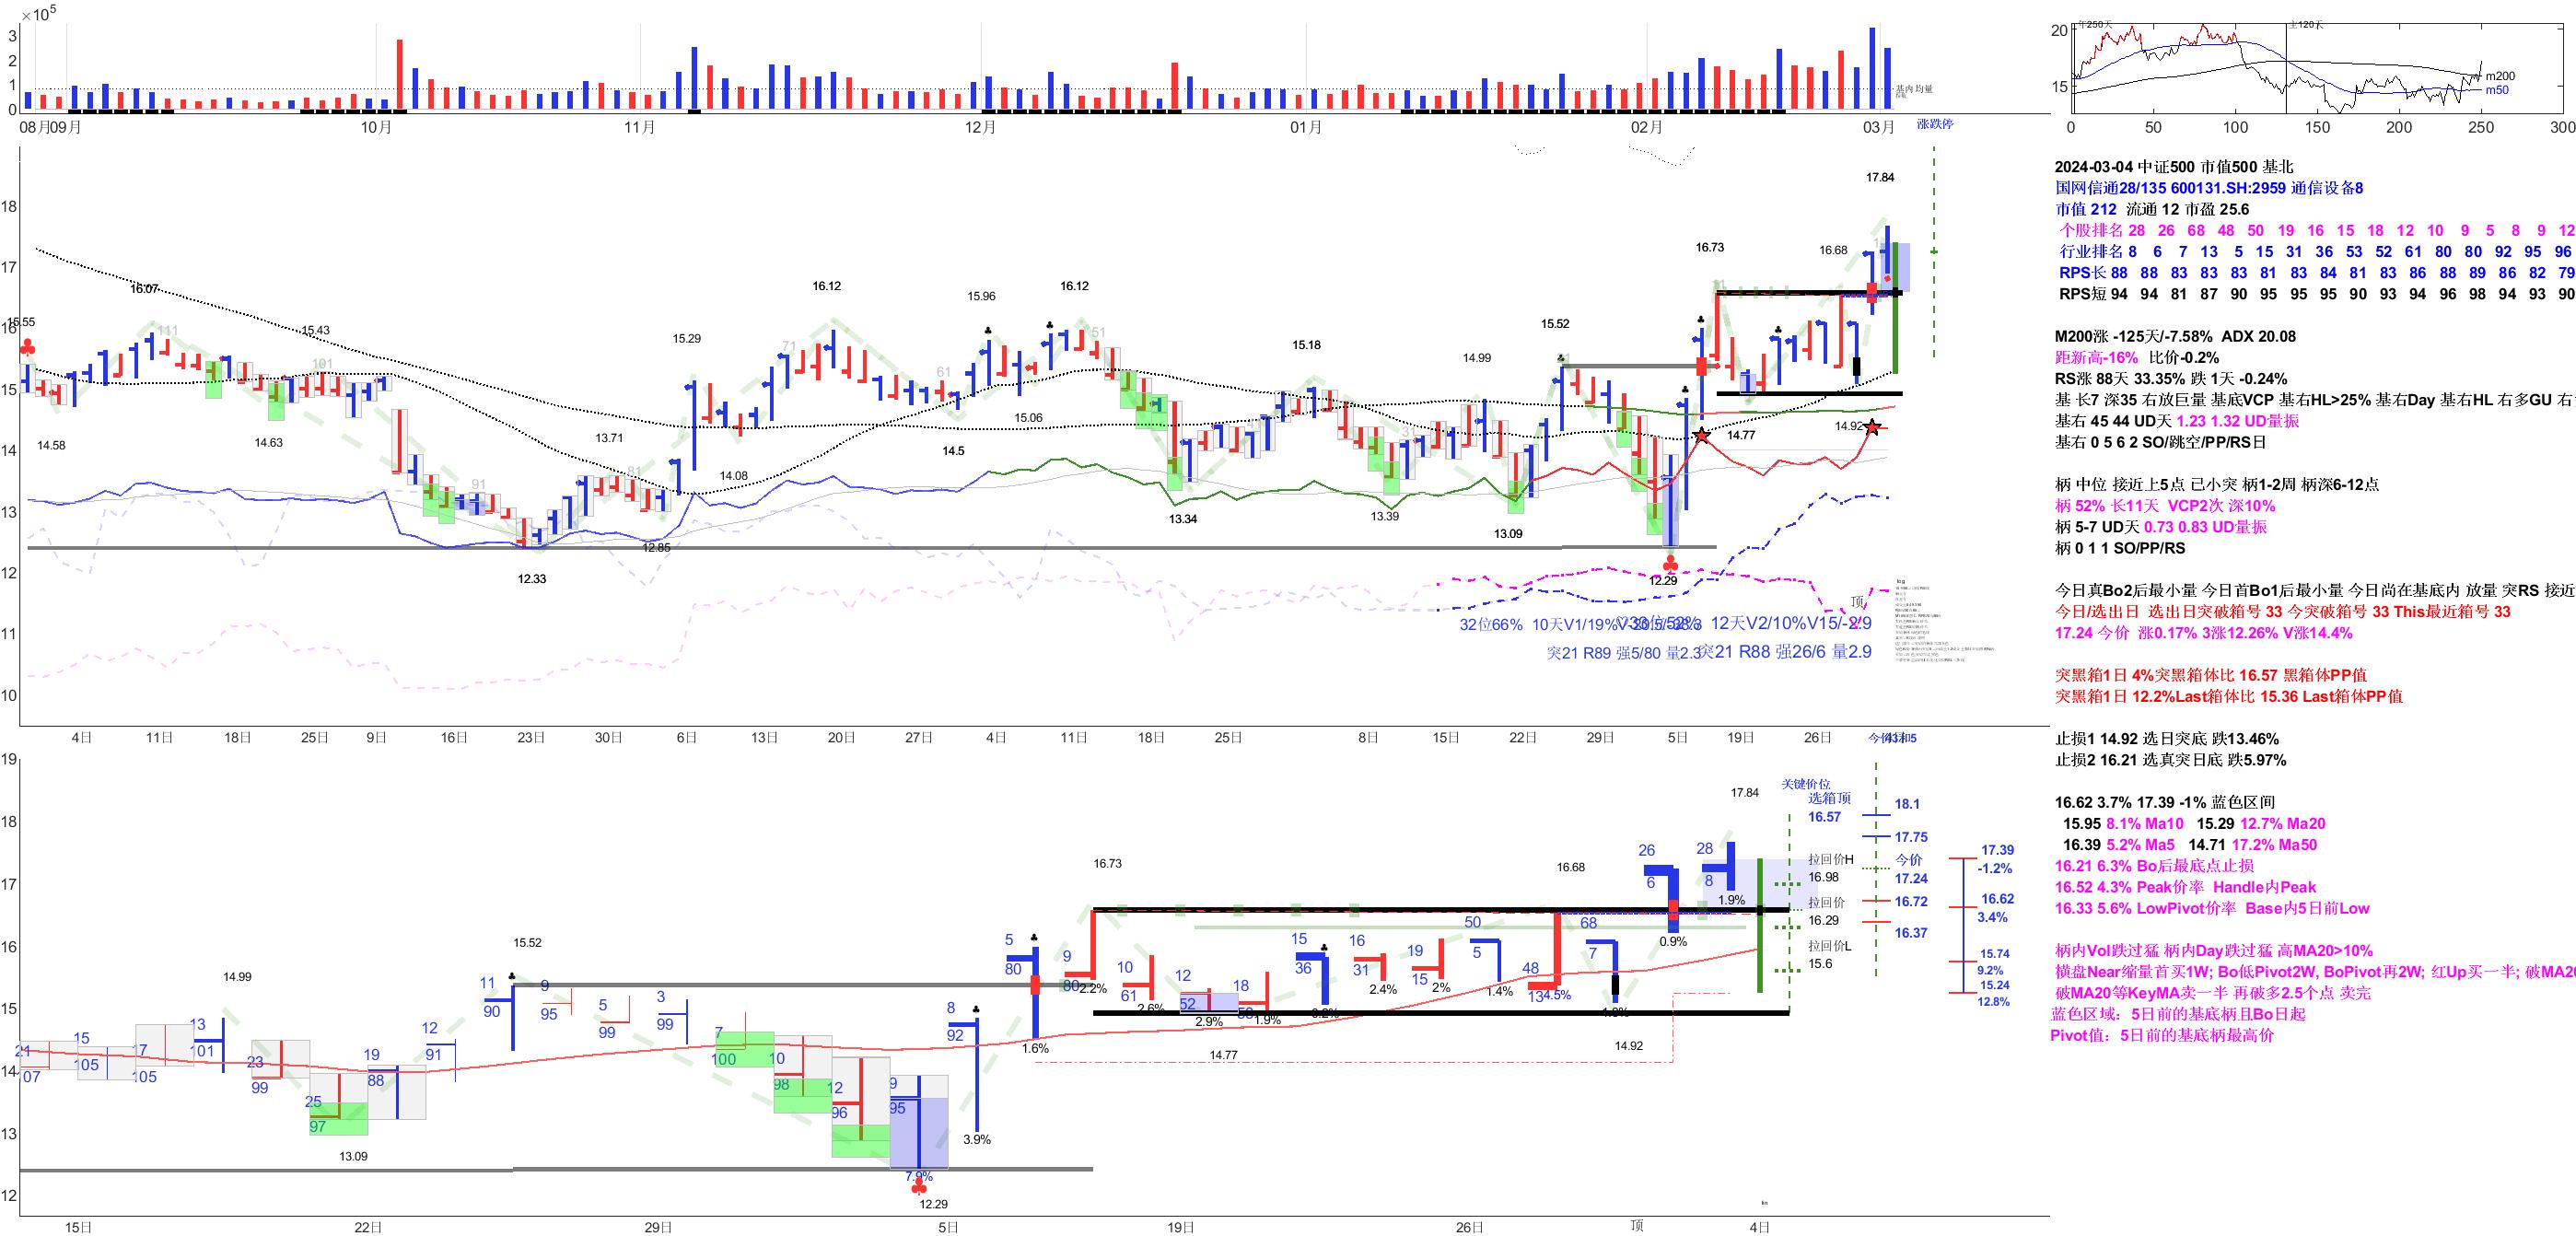 ×10⁵
3
2
1
0
基内 均量
08月09月 10月 11月 12月 01月 02月 03月 涨跌停
20
15
年250天
上120天
m200
m50
0 50 100 150 200 250 300
18
17
16
15
14
13
12
11
10
15.55
14.58
16.07
111
14.63
15.43
101
91
12.33
13.71
81
12.85
15.29
14.08
71
16.12
61
14.5
15.96
15.06
16.12
51
13.34
15.18
13.39
14.99
13.09
15.52
12.29
16.73
14.77
16.68
14.92
17.84
顶
突21 R89 强5/80 量2.3
突21 R88 强26/6 量2.9
4日 11日 18日 25日 9日 16日 23日 30日 6日 13日 20日 27日 4日 11日 18日 25日 8日 15日 22日 29日 5日 19日 26日
2024-03-04 中证500 市值500 基北
国网信通28/135 600131.SH:2959 通信设备8
市值 212 流通 12 市盈 25.6
个股排名 28 26 68 48 50 19 16 15 18 12 10 9 5 8 9 12
行业排名 8 6 7 13 5 15 31 36 53 52 61 80 80 92 95 96
RPS长 88 88 83 83 83 81 83 84 81 83 86 88 89 86 82 79
RPS短 94 94 81 87 90 95 95 95 90 93 94 96 98 94 93 90
M200涨 -125天/-7.58% ADX 20.08
距新高-16% 比价-0.2%
RS涨 88天 33.35% 跌 1天 -0.24%
基 长7 深35 右放巨量 基底VCP 基右HL>25% 基右Day 基右HL 右多GU 右
基右 45 44 UD天 1.23 1.32 UD量振
基右 0 5 6 2 SO/跳空/PP/RS日
柄 中位 接近上5点 已小突 柄1-2周 柄深6-12点
柄 52% 长11天 VCP2次 深10%
柄 5-7 UD天 0.73 0.83 UD量振
柄 0 1 1 SO/PP/RS
今日真Bo2后最小量 今日首Bo1后最小量 今日尚在基底内 放量 突RS 接近
今日/选出日 选出日突破箱号 33 今突破箱号 33 This最近箱号 33
17.24 今价 涨0.17% 3涨12.26% V涨14.4%
突黑箱1日 4%突黑箱体比 16.57 黑箱体PP值
突黑箱1日 12.2%Last箱体比 15.36 Last箱体PP值
止损1 14.92 选日突底 跌13.46%
止损2 16.21 选真突日底 跌5.97%
16.62 3.7% 17.39 -1% 蓝色区间
15.95 8.1% Ma10 15.29 12.7% Ma20
16.39 5.2% Ma5 14.71 17.2% Ma50
16.21 6.3% Bo后最底点止损
16.52 4.3% Peak价率 Handle内Peak
16.33 5.6% LowPivot价率 Base内5日前Low
柄内Vol跌过猛 柄内Day跌过猛 高MA20>10%
横盘Near缩量首买1W; Bo低Pivot2W, BoPivot再2W; 红Up买一半; 破MA20
破MA20等KeyMA卖一半 再破多2.5个点 卖完
蓝色区域：5日前的基底柄且Bo日起
Pivot值：5日前的基底柄最高价
19
18
17
16
15
14
13
12
21
07
15
105
17
105
13
101
14.99
23
99
25
97
13.09
19
88
12
91
11
90
15.52
9
95
5
99
3
99
7
100
10
98
12
96
9
95
7.9%
12.29
8
92
3.9%
5
80
1.6%
9
80
2.2%
16.73
10
61
2.6%
12
52
2.9%
14.77
18
1.9%
15
36
16
31
2.4%
19
15
2%
50
5
1.4%
48
13
4.5%
16.68
68
7
14.92
26
6
0.9%
28
8
1.9%
17.84
关键价位
选箱顶
16.57
拉回价H
16.98
拉回价
16.29
拉回价L
15.6
18.1
17.75
今价
17.24
16.72
16.37
17.39
-1.2%
16.62
3.4%
15.74
9.2%
15.24
12.8%
15日 22日 29日 5日 19日 26日 顶 4日